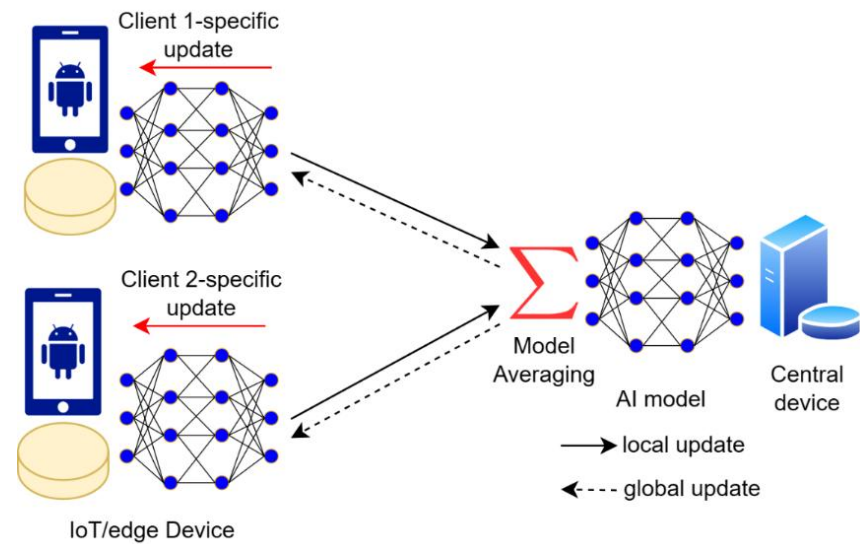 Client 1-specific
update
Client 2-specific
update
IoT/edge Device
Σ
Model
Averaging
AI model
Central
device
local update
global update